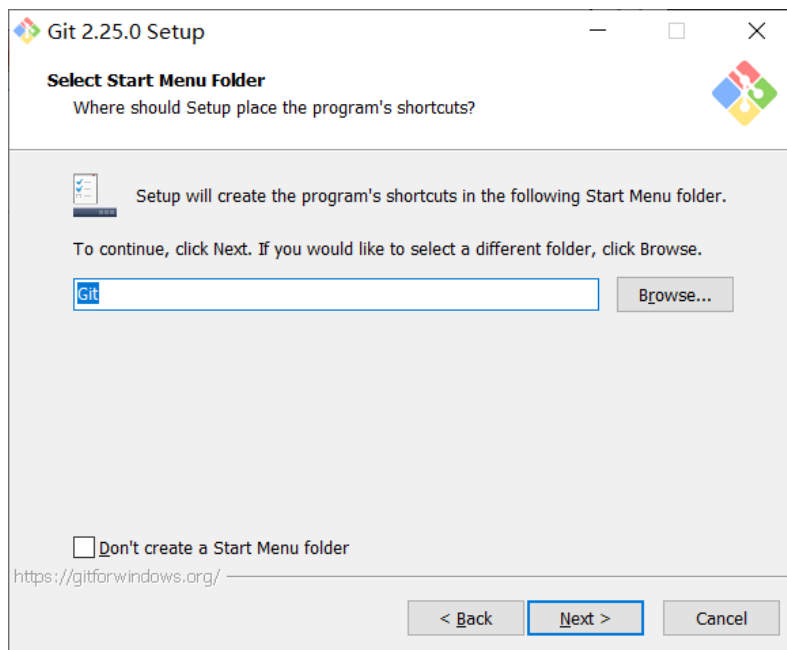 Git 2.25.0 Setup
Select Start Menu Folder
Where should Setup place the program's shortcuts?
Setup will create the program's shortcuts in the following Start Menu folder.
To continue, click Next. If you would like to select a different folder, click Browse.
Git
Browse...
Don't create a Start Menu folder
https://gitforwindows.org/
< Back
Next >
Cancel